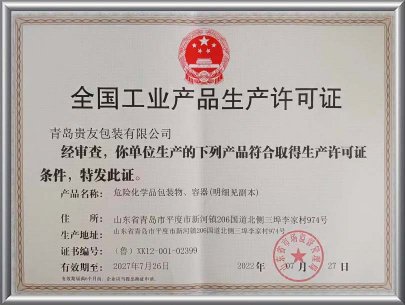 全国工业产品生产许可证
青岛贵友包装有限公司
经审查，你单位生产的下列产品符合取得生产许可证
条件，特发此证。
产品名称： 危险化学品包装物、容器(明细见副本)
住 所： 山东省青岛市平度市新河镇206国道北侧三埠李家村974号
生产地址： 山东省青岛市平度市新河镇206国道北侧三埠李家村974号
证书编号： （鲁）XK12-001-02399
有效期至： 2027年7月26日
2022 年 07 月 27 日